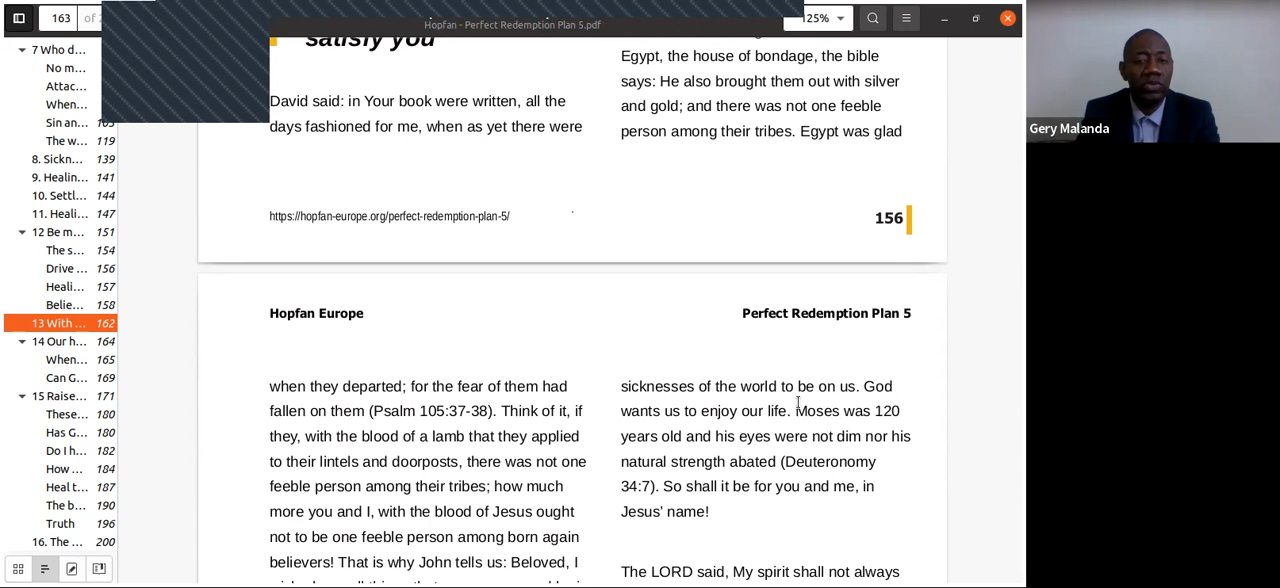 163
of
Hopfan - Perfect Redemption Plan 5.pdf
125%
7 Who d...
No m...
Attac...
When...
Sin an... 105
The w... 119
8. Sickn... 139
9. Healin... 141
10. Settl... 144
11. Heali... 147
12 Be m... 151
The s... 154
Drive ... 156
Heali... 157
Belie... 158
13 With ... 162
14 Our h... 164
When... 165
Can G... 169
15 Raise... 171
These... 180
Has G... 180
Do I h... 182
How ... 184
Heal t... 187
The b... 190
Truth 196
16. The ... 200
satisfy you
David said: in Your book were written, all the
days fashioned for me, when as yet there were
Egypt, the house of bondage, the bible
says: He also brought them out with silver
and gold; and there was not one feeble
person among their tribes. Egypt was glad
https://hopfan-europe.org/perfect-redemption-plan-5/
156
Hopfan Europe
Perfect Redemption Plan 5
when they departed; for the fear of them had
fallen on them (Psalm 105:37-38). Think of it, if
they, with the blood of a lamb that they applied
to their lintels and doorposts, there was not one
feeble person among their tribes; how much
more you and I, with the blood of Jesus ought
not to be one feeble person among born again
believers! That is why John tells us: Beloved, I
sicknesses of the world to be on us. God
wants us to enjoy our life. Moses was 120
years old and his eyes were not dim nor his
natural strength abated (Deuteronomy
34:7). So shall it be for you and me, in
Jesus' name!
The LORD said, My spirit shall not always
Gery Malanda